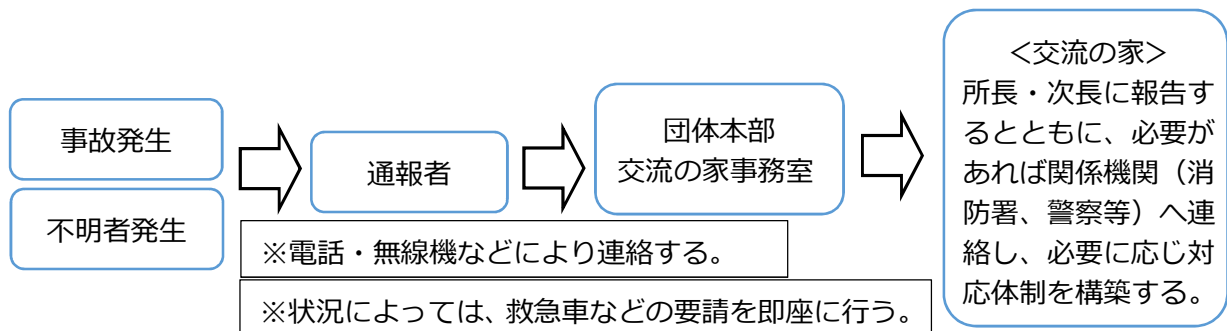 事故発生
不明者発生
通報者
団体本部
交流の家事務室
※電話・無線機などにより連絡する。
※状況によっては、救急車などの要請を即座に行う。
＜交流の家＞
所長・次長に報告す
るとともに、必要が
あれば関係機関（消
防署、警察等）へ連
絡し、必要に応じ対
応体制を構築する。